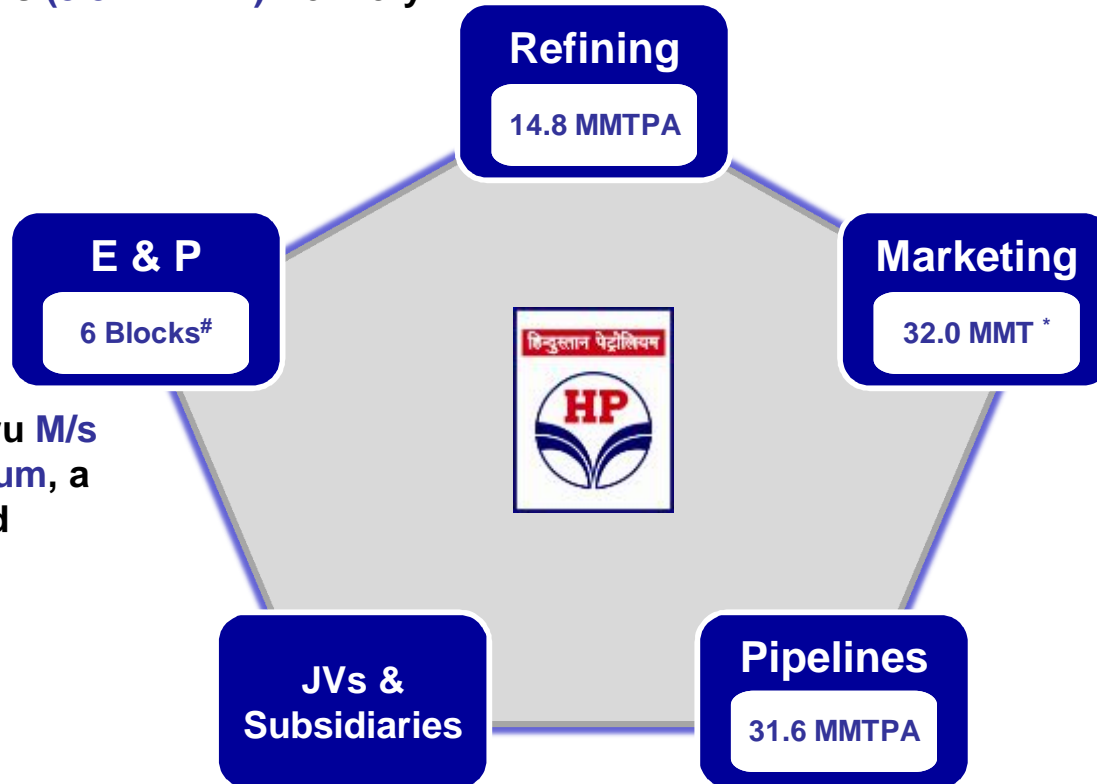 Refining
14.8 MMTPA
E & P
6 Blocks#
Marketing
32.0 MMT *
हिन्दुस्तान पेट्रोलियम
HP
M/s
, a
JVs &
Subsidiaries
Pipelines
31.6 MMTPA